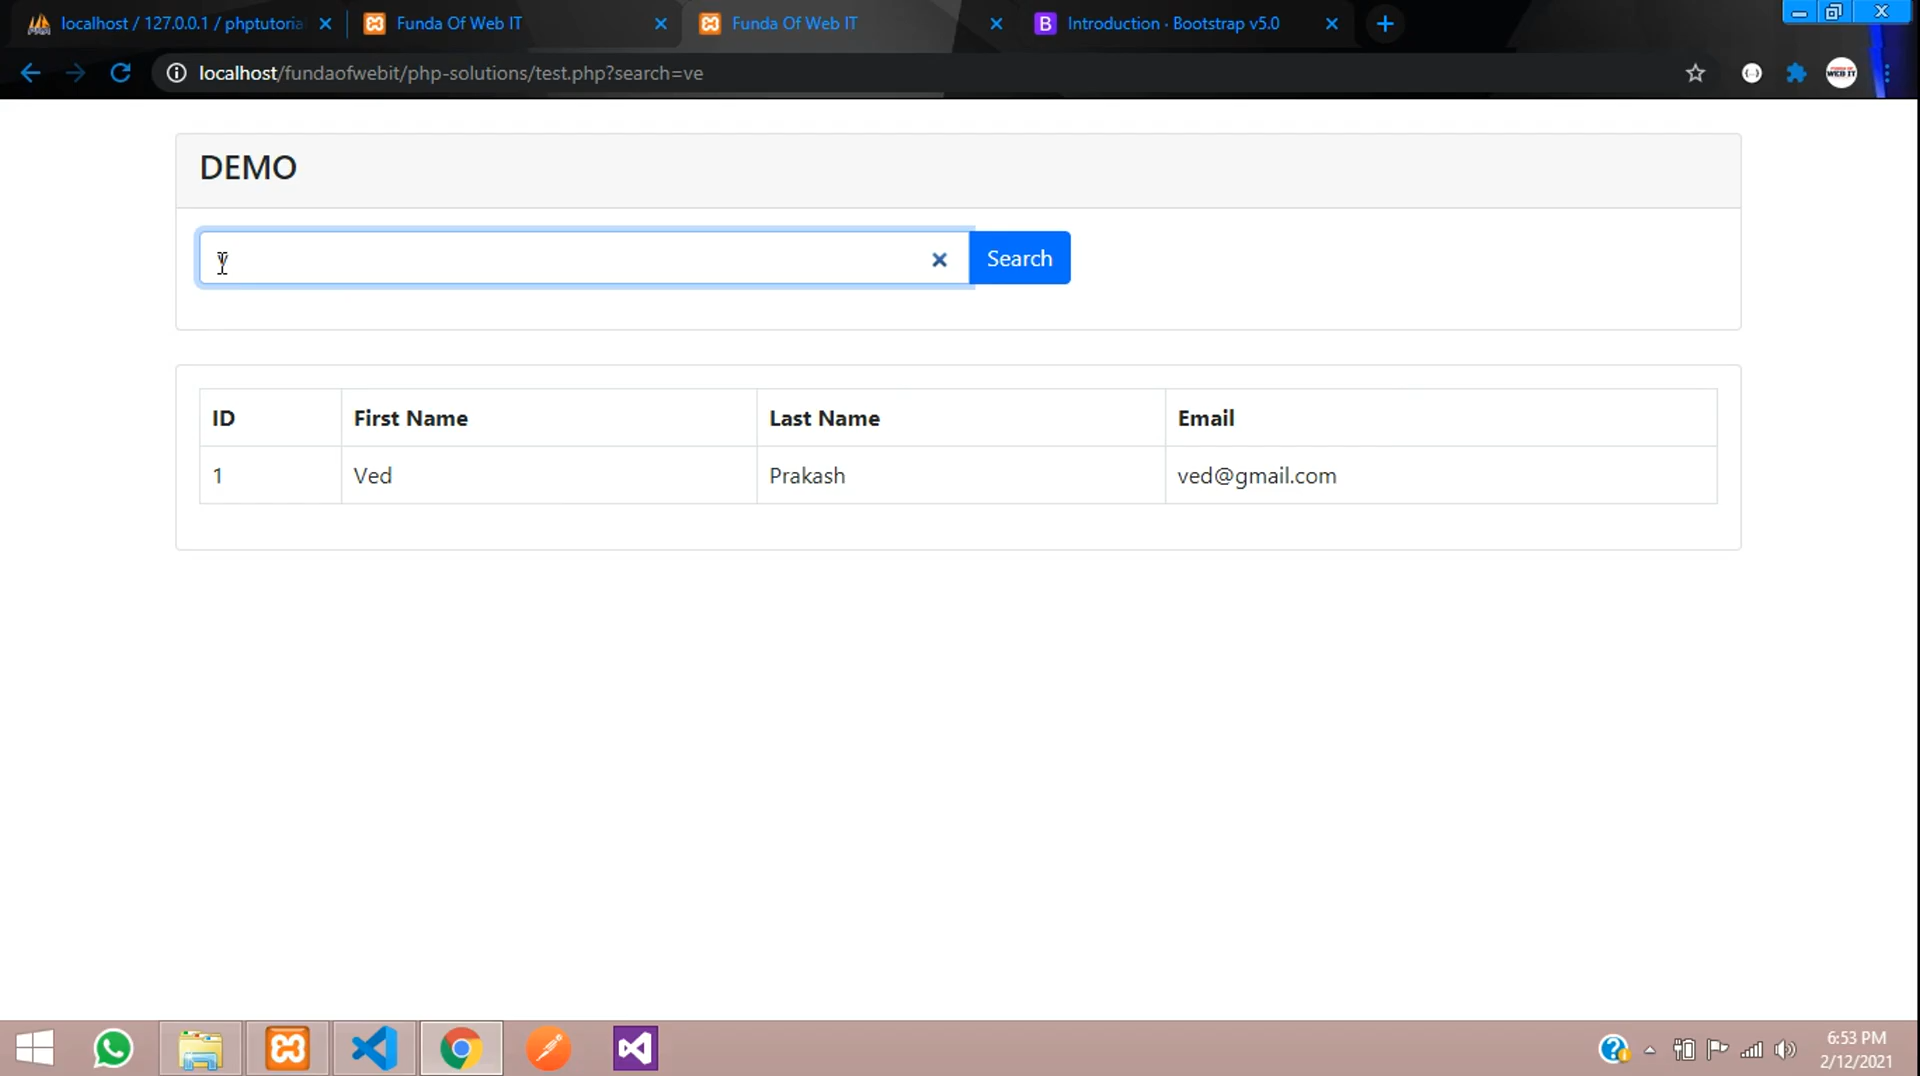 localhost / 127.0.0.1 / phptutoria
Funda Of Web IT
Funda Of Web IT
B Introduction · Bootstrap v5.0
localhost/fundaofwebit/php-solutions/test.php?search=ve
WEB IT
DEMO
Search
ID First Name Last Name Email
1 Ved Prakash ved@gmail.com
6:53 PM
2/12/2021